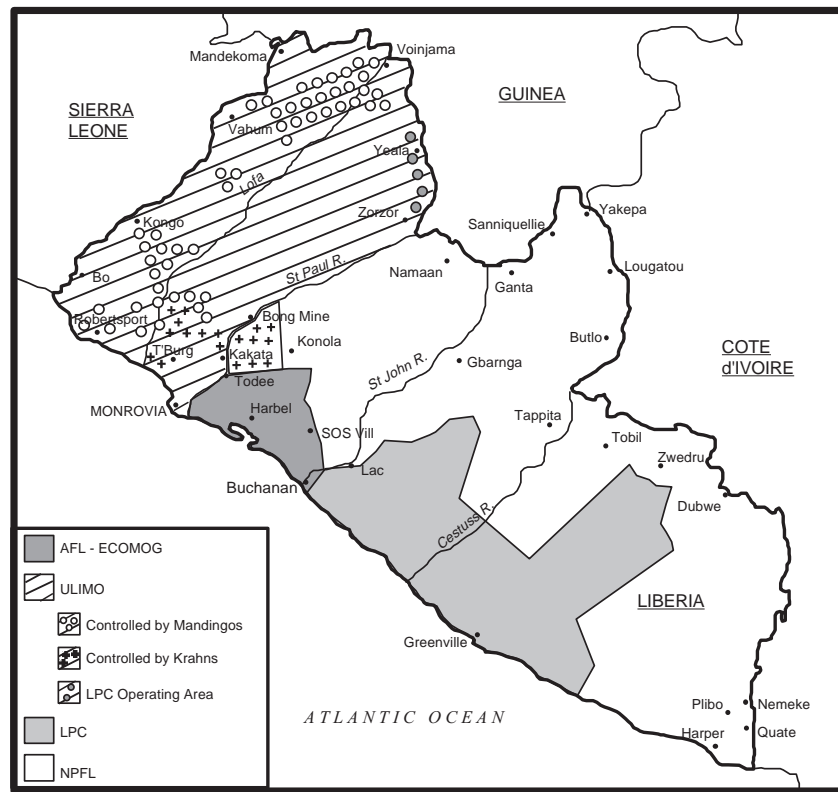 Mandekoma
Voinjama
SIERRA
LEONE
GUINEA
Vahum
Yeala
Lofa
Kongo
Zorzor
Yakepa
Sanniquellie
St Paul R.
Namaan
Lougatou
Bo
Ganta
Robertsport
Bong Mine
T'Burg
Kakata
Konola
Butlo
COTE
d'IVOIRE
St John R.
Gbarnga
Todee
MONROVIA
Harbel
SOS Vill
Tappita
Tobil
Zwedru
Lac
Buchanan
Dubwe
Cestuss R.
AFL - ECOMOG
ULIMO
Controlled by Mandingos
Controlled by Krahns
LPC Operating Area
LPC
NPFL
LIBERIA
Greenville
ATLANTIC OCEAN
Plibo
Nemeke
Harper
Quate